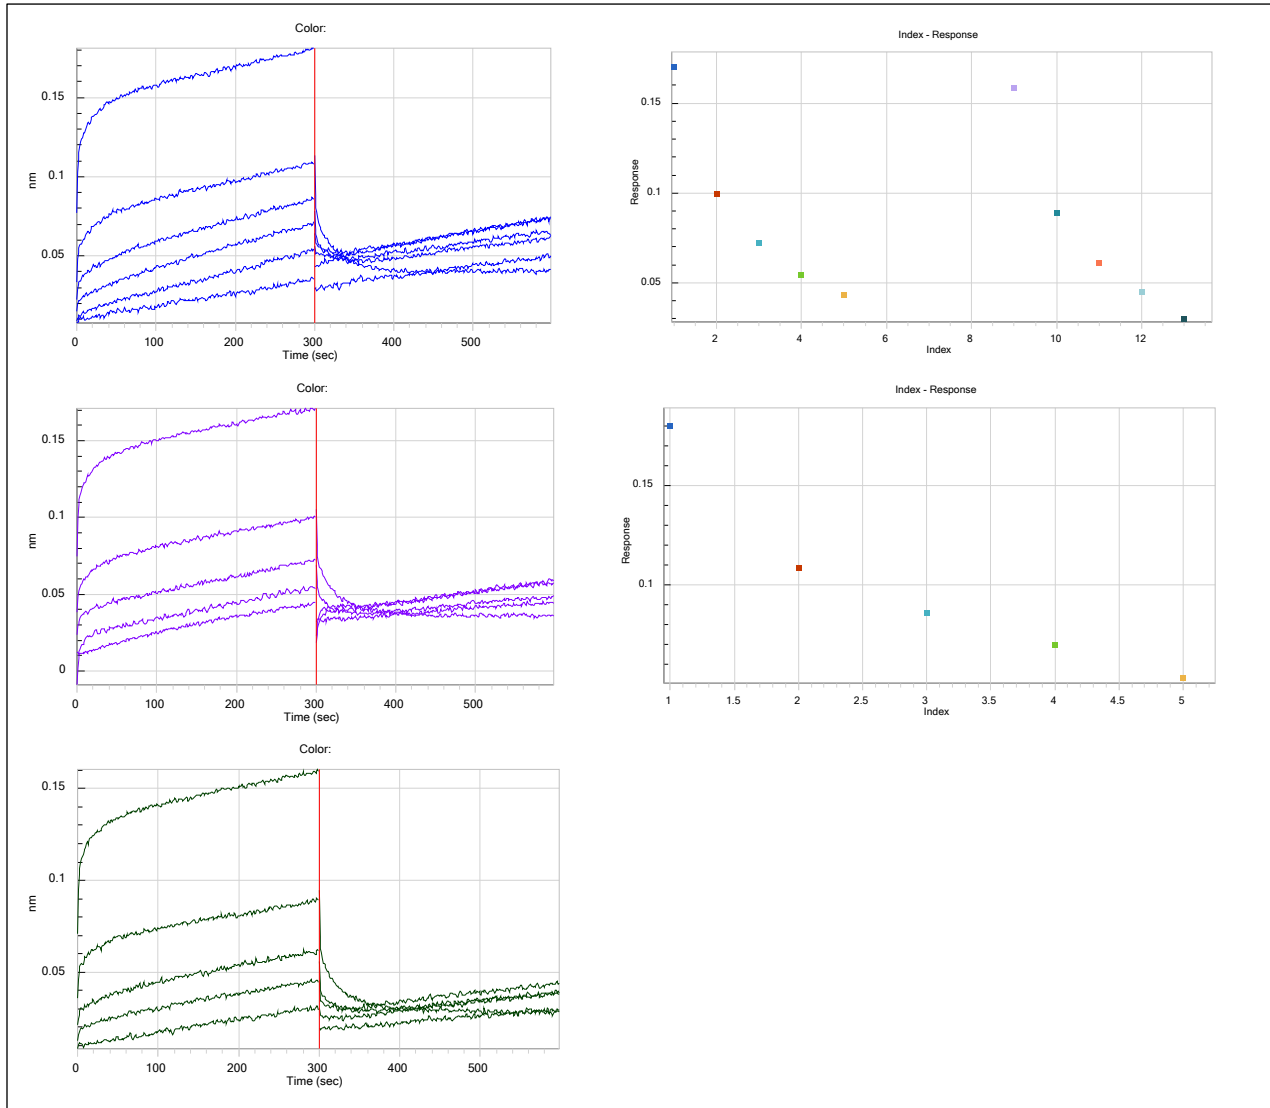 Color:
nm
0.15
0.1
0.05
0 100 200 300 400 500
Time (sec)
Index - Response
Response
0.15
0.1
0.05
2 4 6 8 10 12
Index
Color:
nm
0.15
0.1
0.05
0
0 100 200 300 400 500
Time (sec)
Index - Response
Response
0.15
0.1
1 1.5 2 2.5 3 3.5 4 4.5 5
Index
Color:
nm
0.15
0.1
0.05
0 100 200 300 400 500
Time (sec)